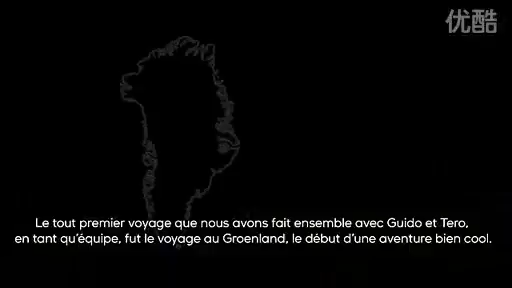 优酷
Le tout premier voyage que nous avons fait ensemble avec Guido et Tero,
en tant qu'équipe, fut le voyage au Groenland, le début d'une aventure bien cool.